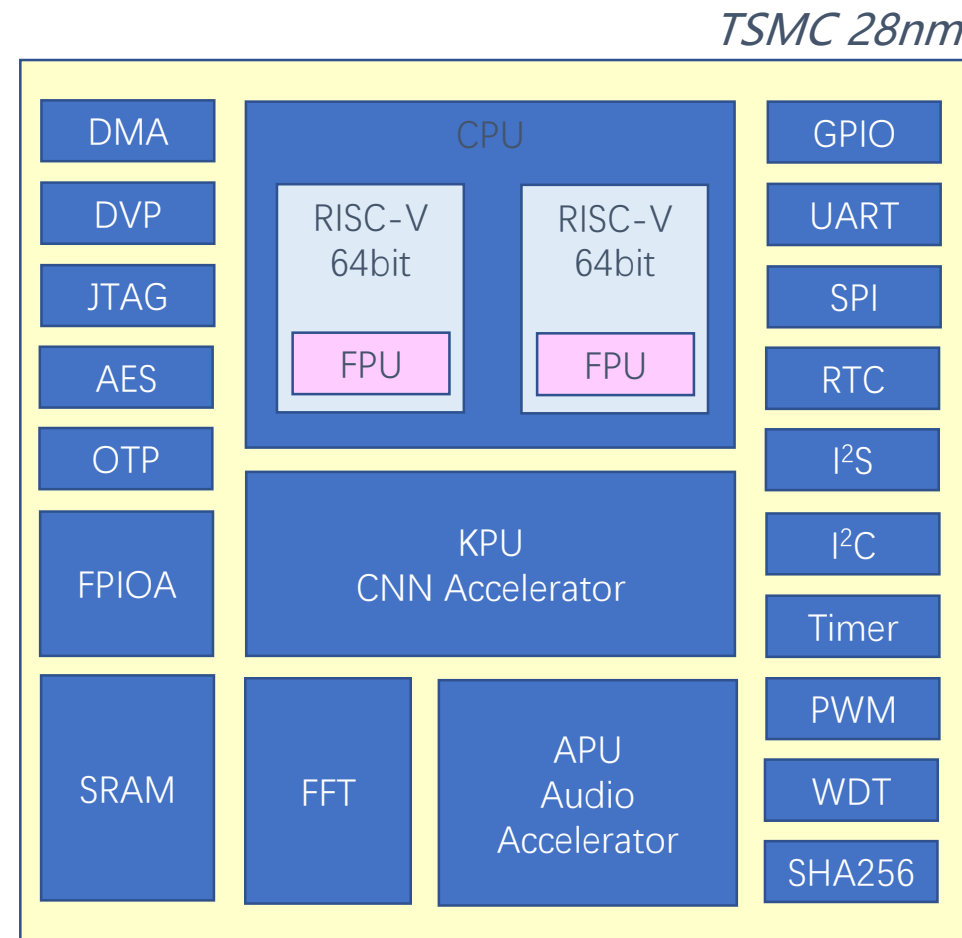 TSMC 28nm
DMA
DVP
JTAG
AES
OTP
FPIOA
SRAM
CPU
RISC-V
64bit
FPU
RISC-V
64bit
FPU
KPU
CNN Accelerator
FFT
APU
Audio
Accelerator
GPIO
UART
SPI
RTC
I²S
I²C
Timer
PWM
WDT
SHA256